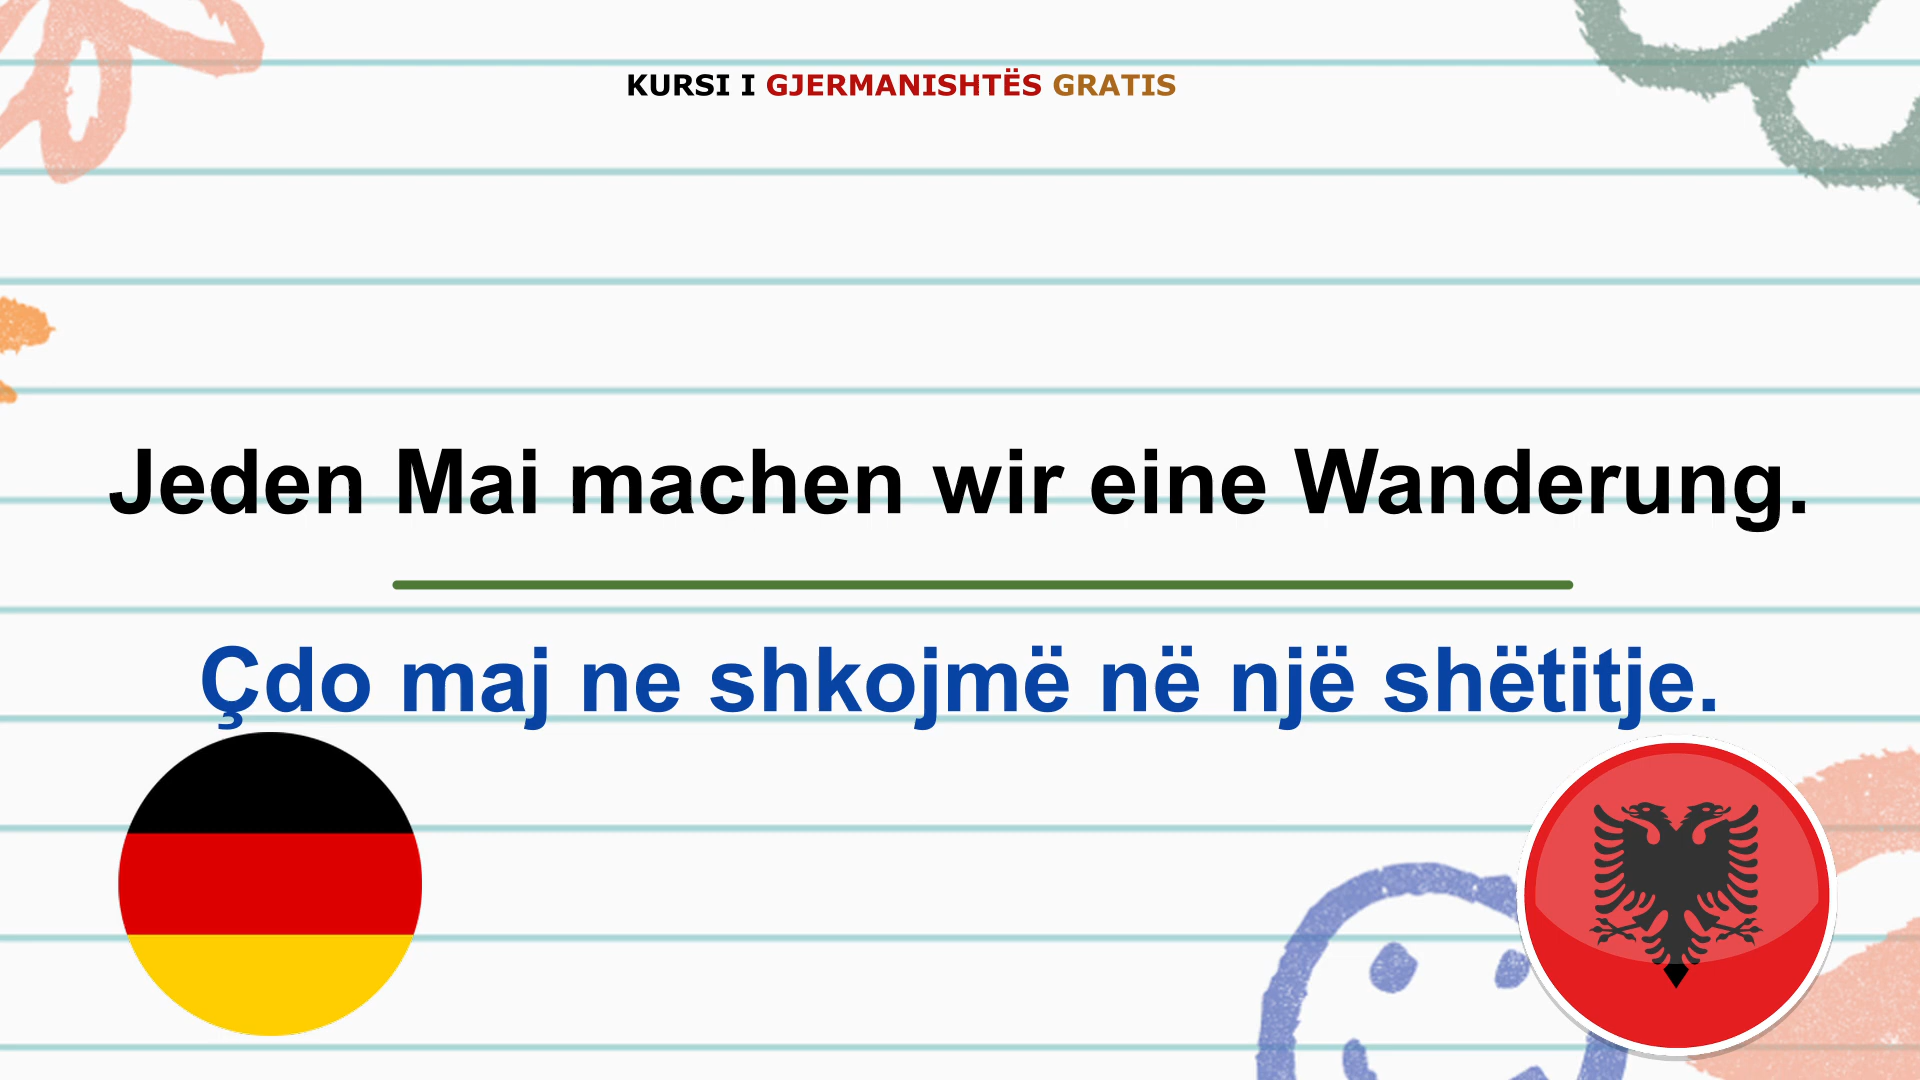 KURSI I GJERMANISHTËS GRATIS
Jeden Mai machen wir eine Wanderung.
Çdo maj ne shkojmë në një shëtitje.